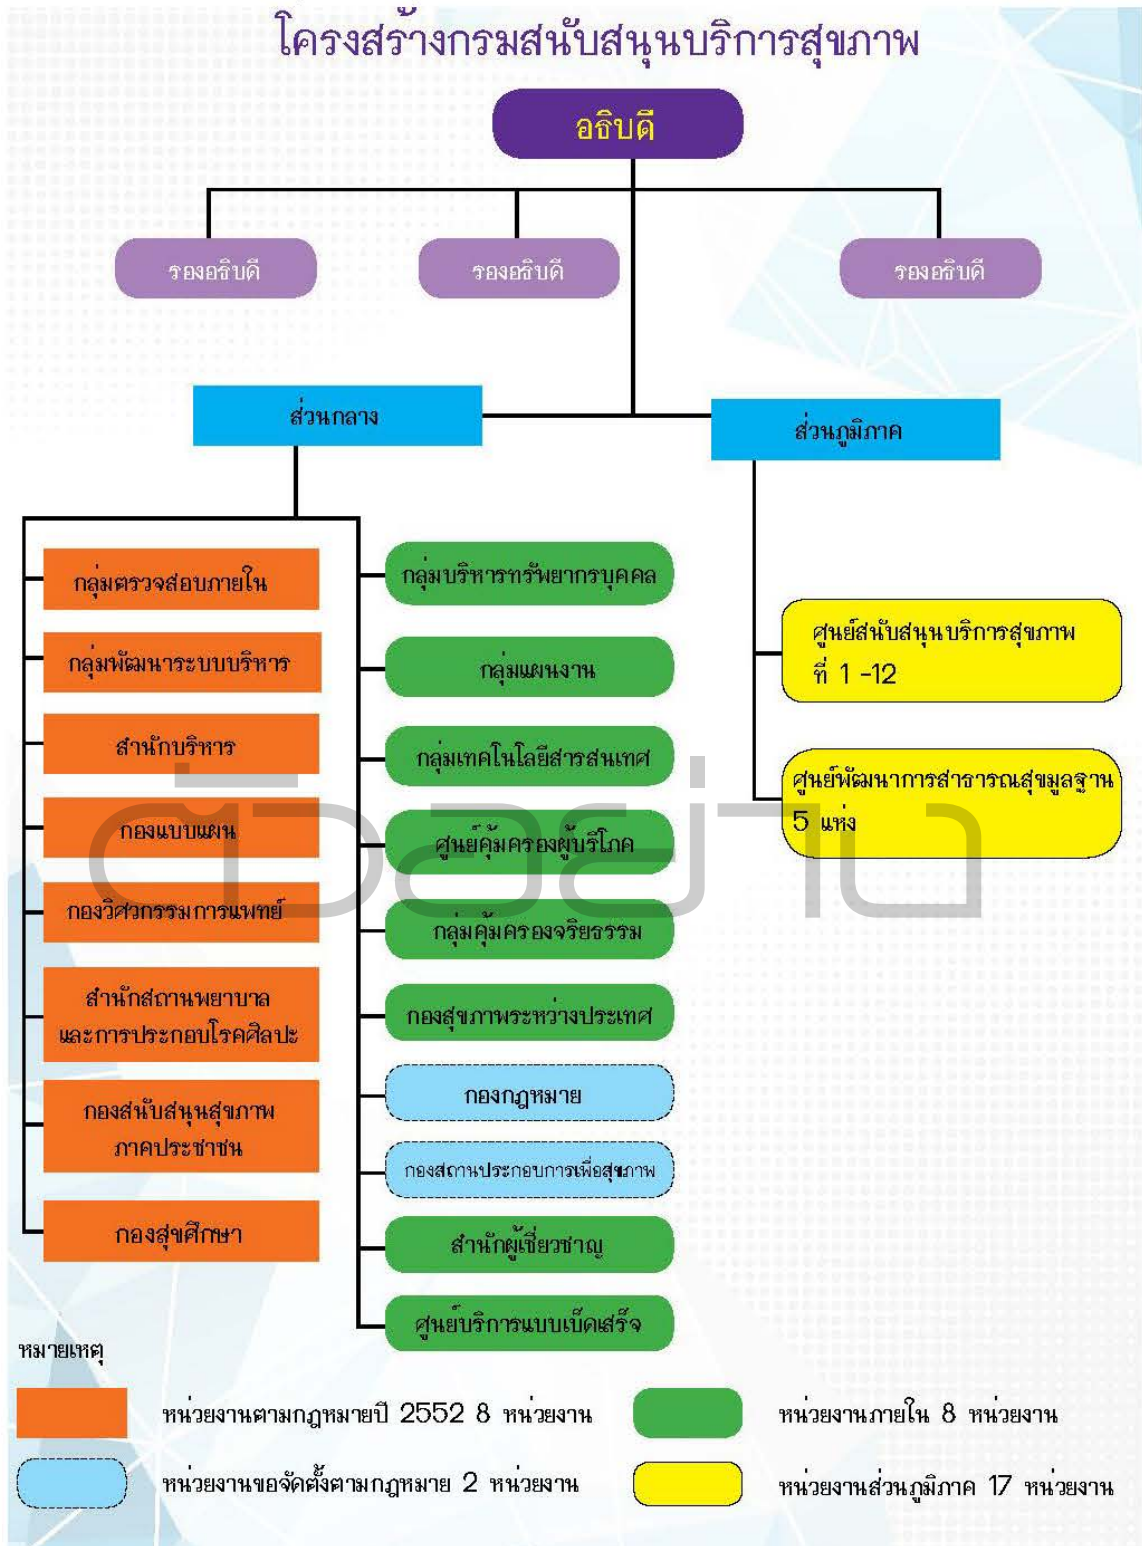 โครงสร้างกรมสนับสนุนบริการสุขภาพ
อธิบดี
รองอธิบดี
รองอธิบดี
รองอธิบดี
ส่วนกลาง
ส่วนภูมิภาค
กลุ่มตรวจสอบภายใน
กลุ่มพัฒนาระบบบริหาร
สำนักบริหาร
กองแบบแผน
กองวิศวกรรมการแพทย์
สำนักสถานพยาบาล
และการประกอบโรคศิลปะ
กองสนับสนุนสุขภาพ
ภาคประชาชน
กองสุขศึกษา
กลุ่มบริหารทรัพยากรบุคคล
กลุ่มแผนงาน
กลุ่มเทคโนโลยีสารสนเทศ
ศูนย์คุ้มครองผู้บริโภค
กลุ่มคุ้มครองจริยธรรม
กองสุขภาพระหว่างประเทศ
กองกฎหมาย
กองสถานประกอบการเพื่อสุขภาพ
สำนักผู้เชี่ยวชาญ
ศูนย์บริการแบบเบ็ดเสร็จ
ศูนย์สนับสนุนบริการสุขภาพ
ที่ 1 -12
ศูนย์พัฒนาการสาธารณสุขมูลฐาน
5 แห่ง
ตัวอย่าง
หมายเหตุ
หน่วยงานตามกฎหมายปี 2552 8 หน่วยงาน
หน่วยงานภายใน 8 หน่วยงาน
หน่วยงานขอจัดตั้งตามกฎหมาย 2 หน่วยงาน
หน่วยงานส่วนภูมิภาค 17 หน่วยงาน